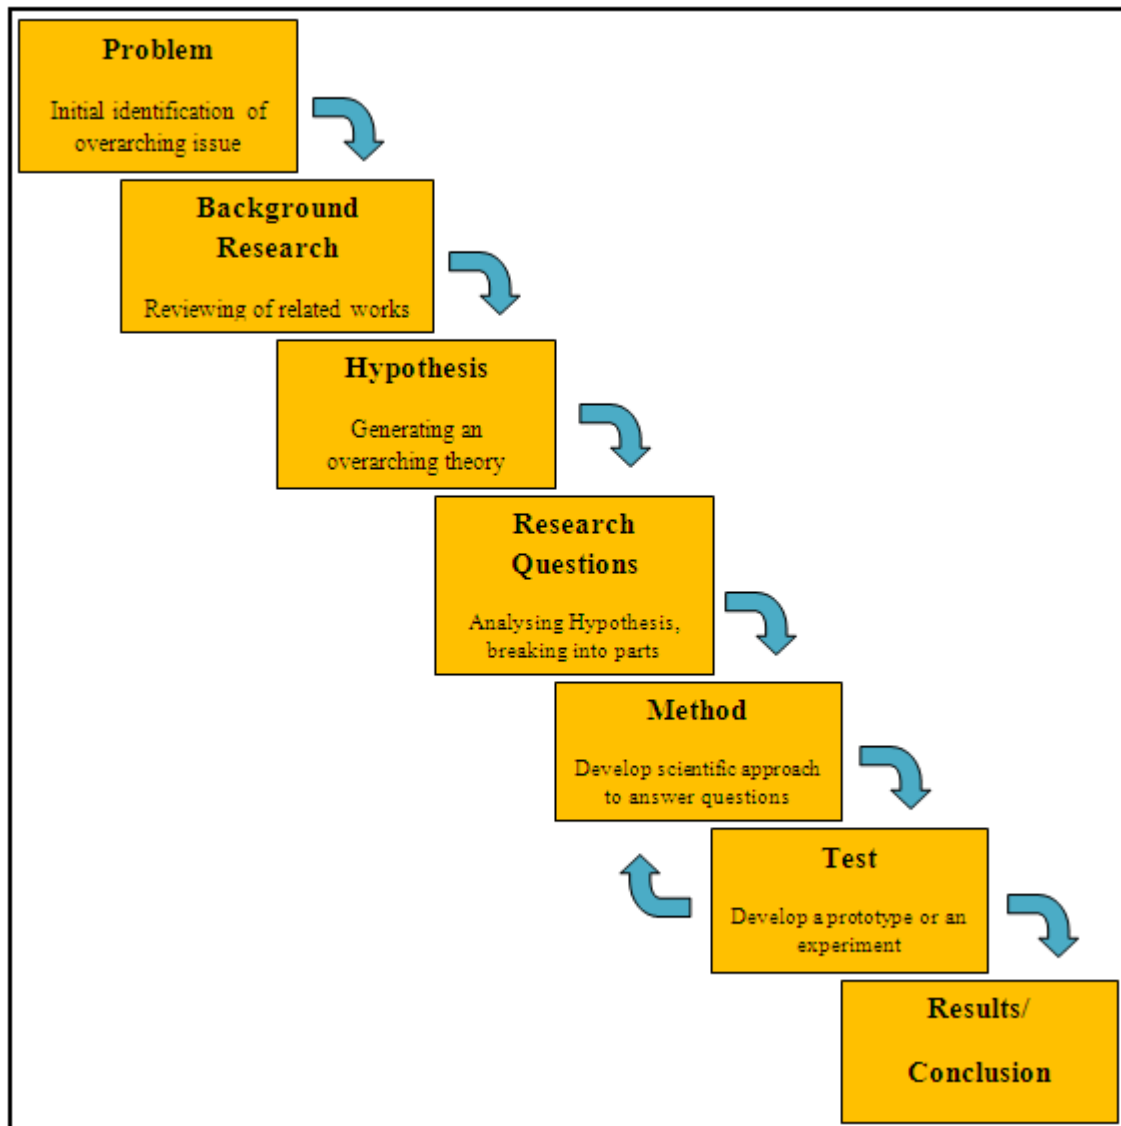 Problem
Initial identification of
overarching issue
Background
Research
Reviewing of related works
Hypothesis
Generating an
overarching theory
Research
Questions
Analysing Hypothesis,
breaking into parts
Method
Develop scientific approach
to answer questions
Test
Develop a prototype or an
experiment
Results/
Conclusion